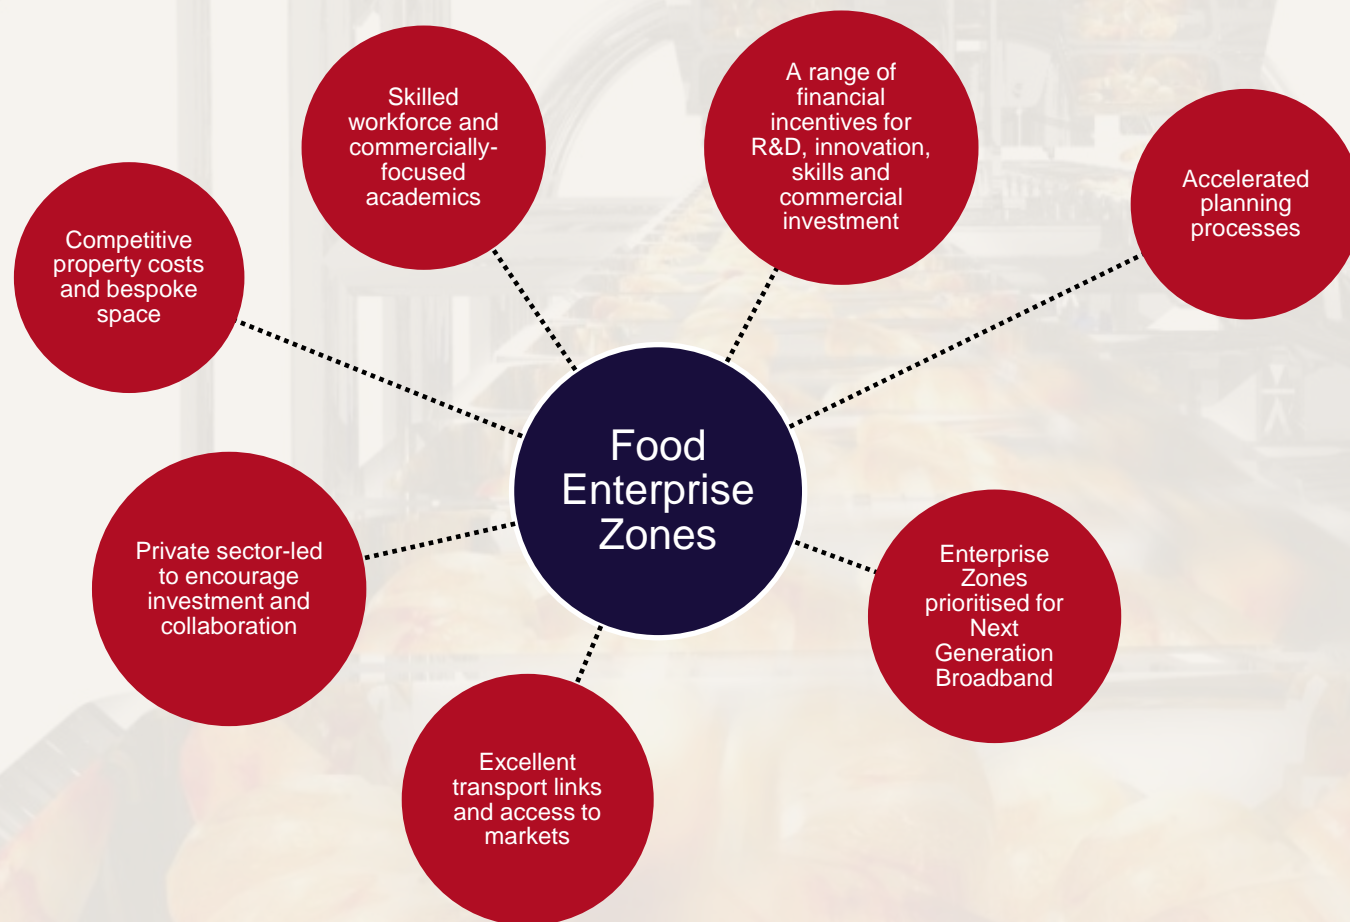 Skilled
workforce and
commercially-
focused
academics
A range of
financial
incentives for
R&D, innovation,
skills and
commercial
investment
Accelerated
planning
processes
Competitive
property costs
and bespoke
space
Food
Enterprise
Zones
Private sector-led
to encourage
investment and
collaboration
Enterprise
Zones
prioritised for
Next
Generation
Broadband
Excellent
transport links
and access to
markets